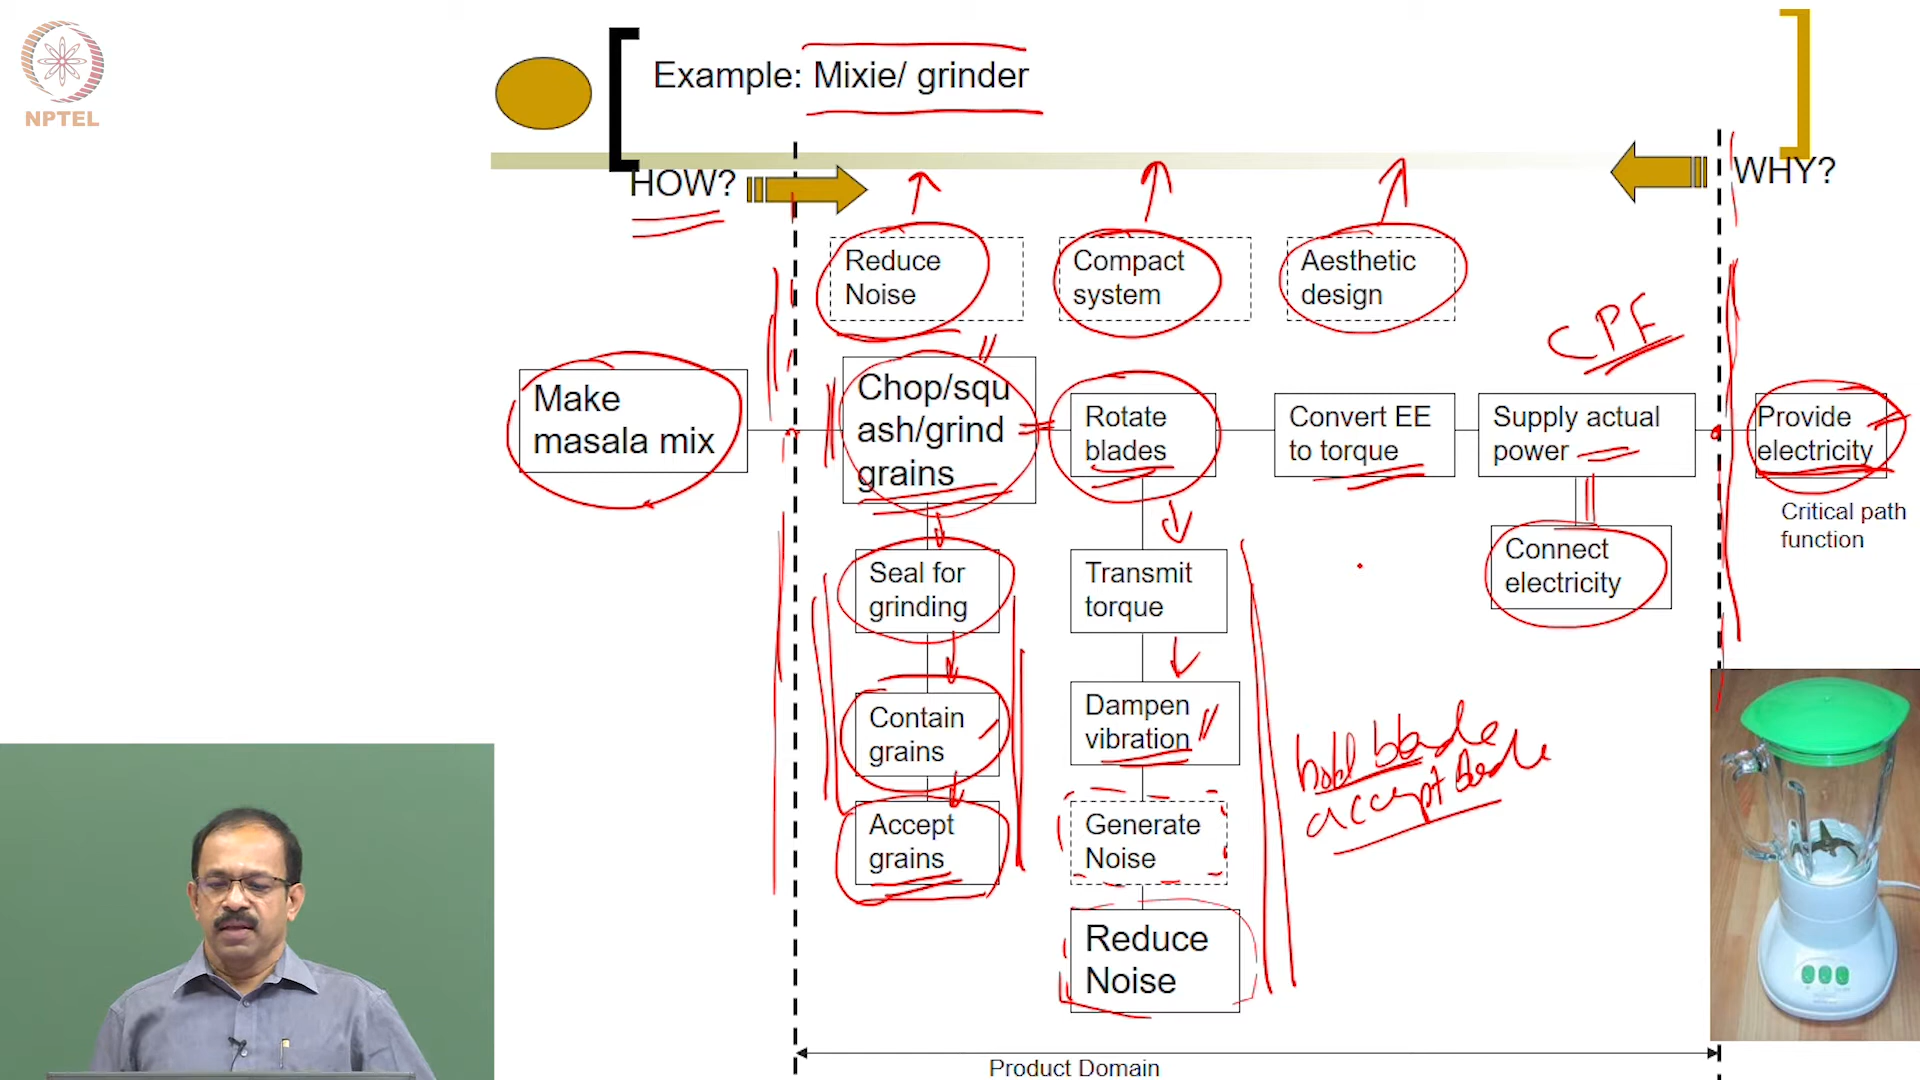 NPTEL
Example: Mixie/ grinder
HOW?
WHY?
Reduce
Noise
Compact
system
Aesthetic
design
CPF
Make
masala mix
Chop/squ
ash/grind
grains
Rotate
blades
Convert EE
to torque
Supply actual
power
Provide
electricity
Critical path
function
Connect
electricity
Seal for
grinding
Transmit
torque
Contain
grains
Dampen
vibration
hold blade
accept blade
Accept
grains
Generate
Noise
Reduce
Noise
Product Domain